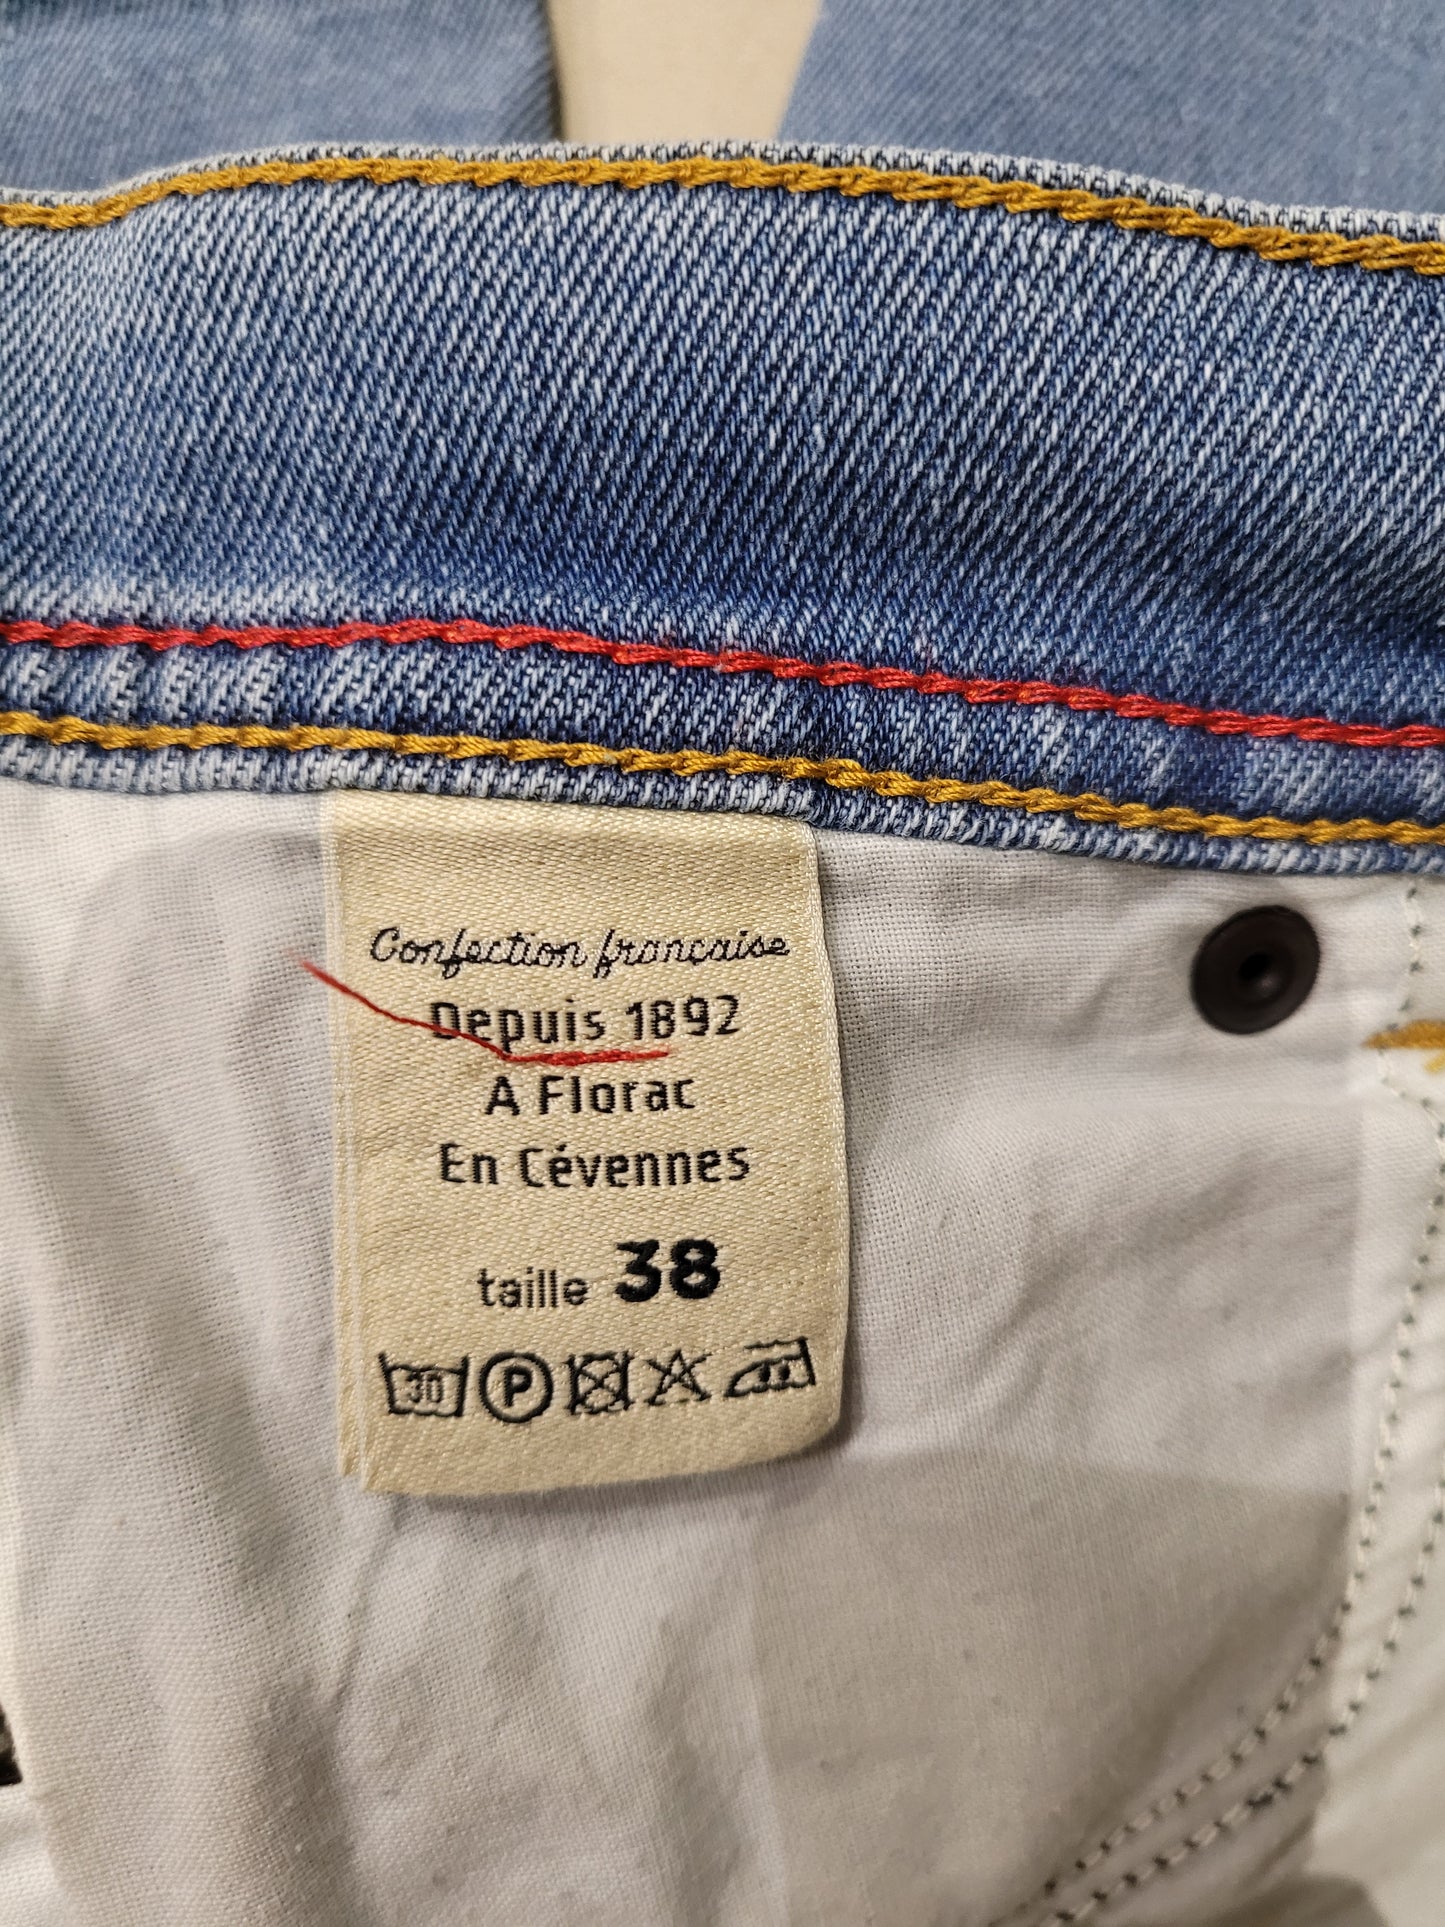 Confection française
Depuis 1892
A Florac
En Cévennes
taille 38
30 P